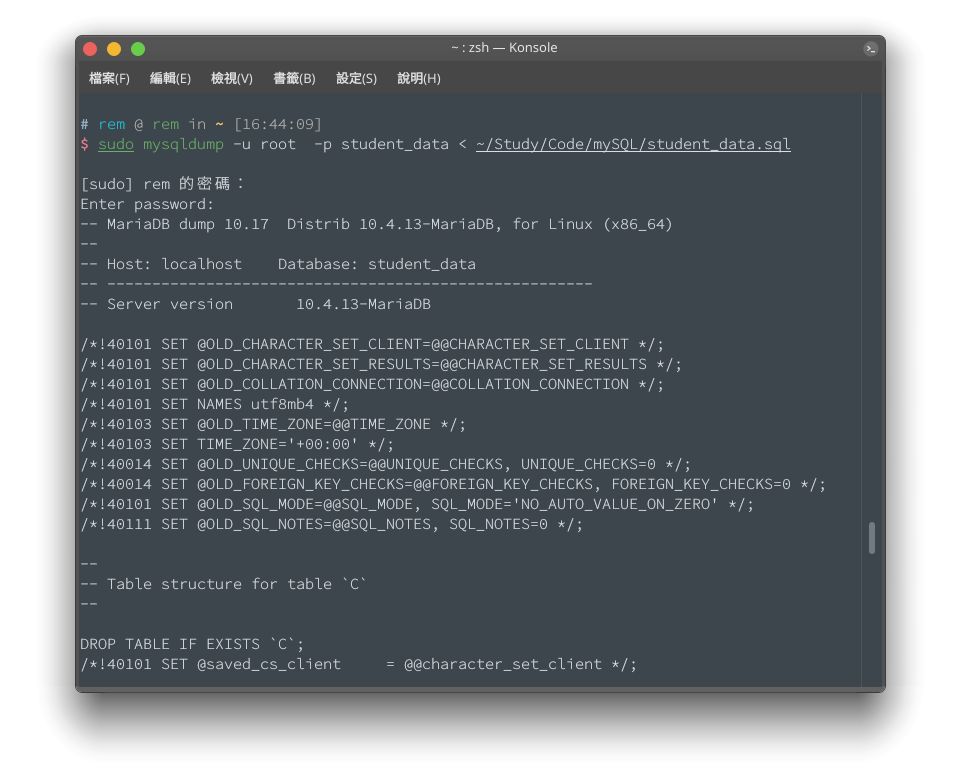 ~ : zsh — Konsole
檔案(F) 編輯(E) 檢視(V) 書籤(B) 設定(S) 說明(H)
# rem @ rem in ~ [16:44:09]
$ sudo mysqldump -u root  -p student_data < ~/Study/Code/mySQL/student_data.sql
[sudo] rem 的密碼：
Enter password:
-- MariaDB dump 10.17  Distrib 10.4.13-MariaDB, for Linux (x86_64)
--
-- Host: localhost    Database: student_data
-- ------------------------------------------------------
-- Server version       10.4.13-MariaDB
/*!40101 SET @OLD_CHARACTER_SET_CLIENT=@@CHARACTER_SET_CLIENT */;
/*!40101 SET @OLD_CHARACTER_SET_RESULTS=@@CHARACTER_SET_RESULTS */;
/*!40101 SET @OLD_COLLATION_CONNECTION=@@COLLATION_CONNECTION */;
/*!40101 SET NAMES utf8mb4 */;
/*!40103 SET @OLD_TIME_ZONE=@@TIME_ZONE */;
/*!40103 SET TIME_ZONE='+00:00' */;
/*!40014 SET @OLD_UNIQUE_CHECKS=@@UNIQUE_CHECKS, UNIQUE_CHECKS=0 */;
/*!40014 SET @OLD_FOREIGN_KEY_CHECKS=@@FOREIGN_KEY_CHECKS, FOREIGN_KEY_CHECKS=0 */;
/*!40101 SET @OLD_SQL_MODE=@@SQL_MODE, SQL_MODE='NO_AUTO_VALUE_ON_ZERO' */;
/*!40111 SET @OLD_SQL_NOTES=@@SQL_NOTES, SQL_NOTES=0 */;
--
-- Table structure for table `C`
--
DROP TABLE IF EXISTS `C`;
/*!40101 SET @saved_cs_client     = @@character_set_client */;